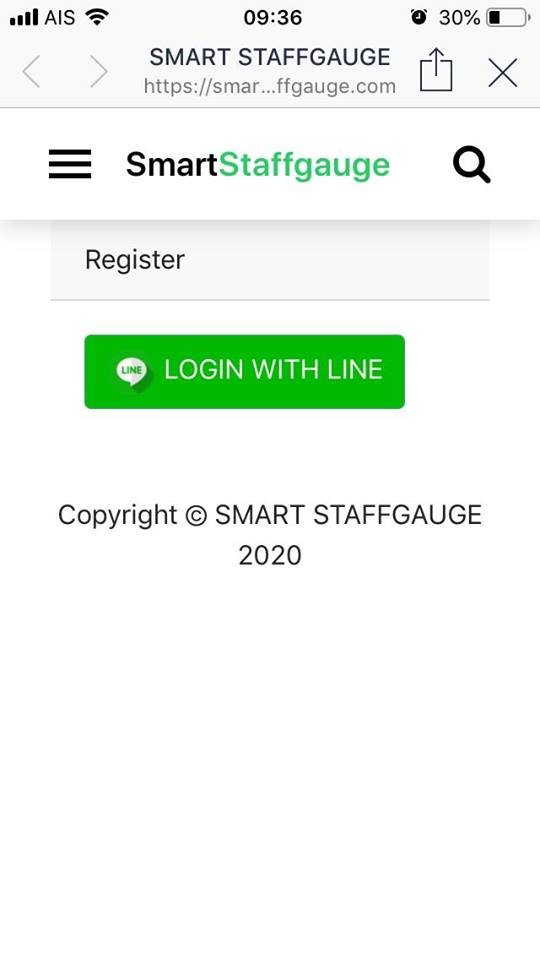 AIS 09:36 30%
SMART STAFFGAUGE
https://smar...ffgauge.com
SmartStaffgauge
Register
LINE LOGIN WITH LINE
Copyright © SMART STAFFGAUGE
2020